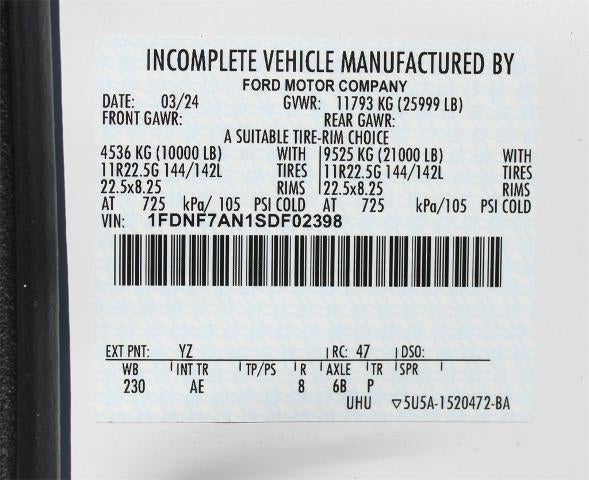 INCOMPLETE VEHICLE MANUFACTURED BY
FORD MOTOR COMPANY
DATE: 03/24 GVWR: 11793 KG (25999 LB)
FRONT GAWR: REAR GAWR:
A SUITABLE TIRE-RIM CHOICE
4536 KG (10000 LB) WITH 9525 KG (21000 LB) WITH
11R22.5G 144/142L TIRES 11R22.5G 144/142L TIRES
22.5x8.25 RIMS 22.5x8.25 RIMS
AT 725 kPa/ 105 PSI COLD AT 725 kPa/105 PSI COLD
VIN: 1FDNF7AN1SDF02398
EXT PNT: YZ RC: 47 DSO:
WB INT TR TP/PS R AXLE TR SPR
230 AE 8 6B P
UHU ▽5U5A-1520472-BA